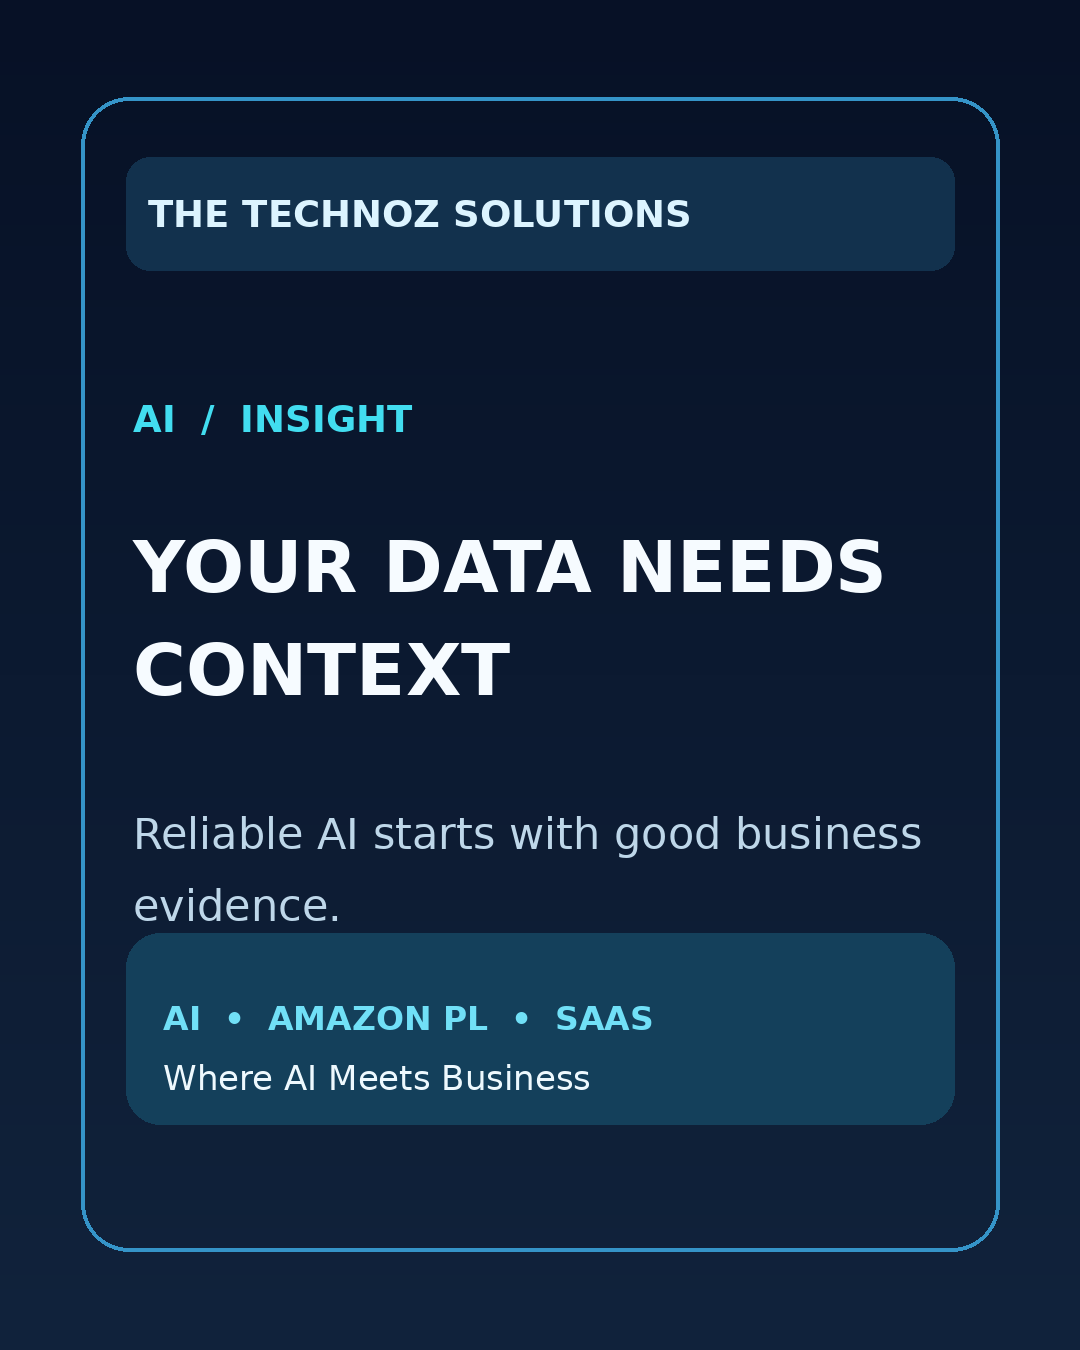 THE TECHNOZ SOLUTIONS
AI / INSIGHT
YOUR DATA NEEDS
CONTEXT
Reliable AI starts with good business
evidence.
AI • AMAZON PL • SAAS
Where AI Meets Business